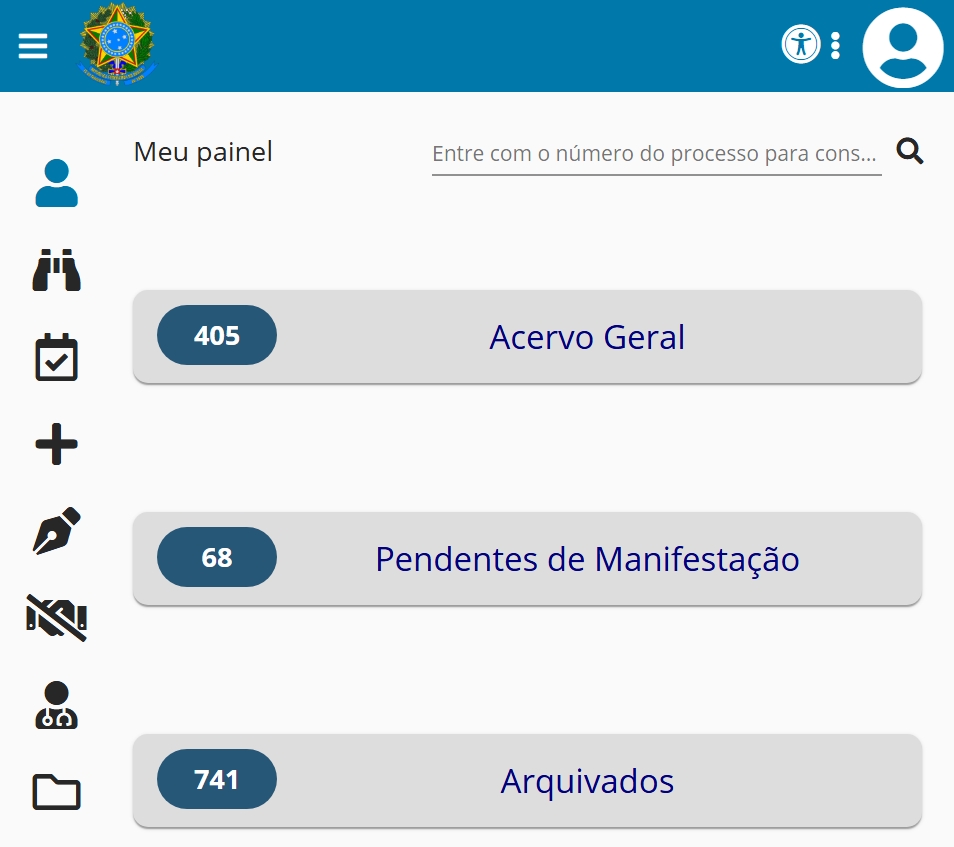 Meu painel
Entre com o número do processo para cons...
405
Acervo Geral
68
Pendentes de Manifestação
741
Arquivados